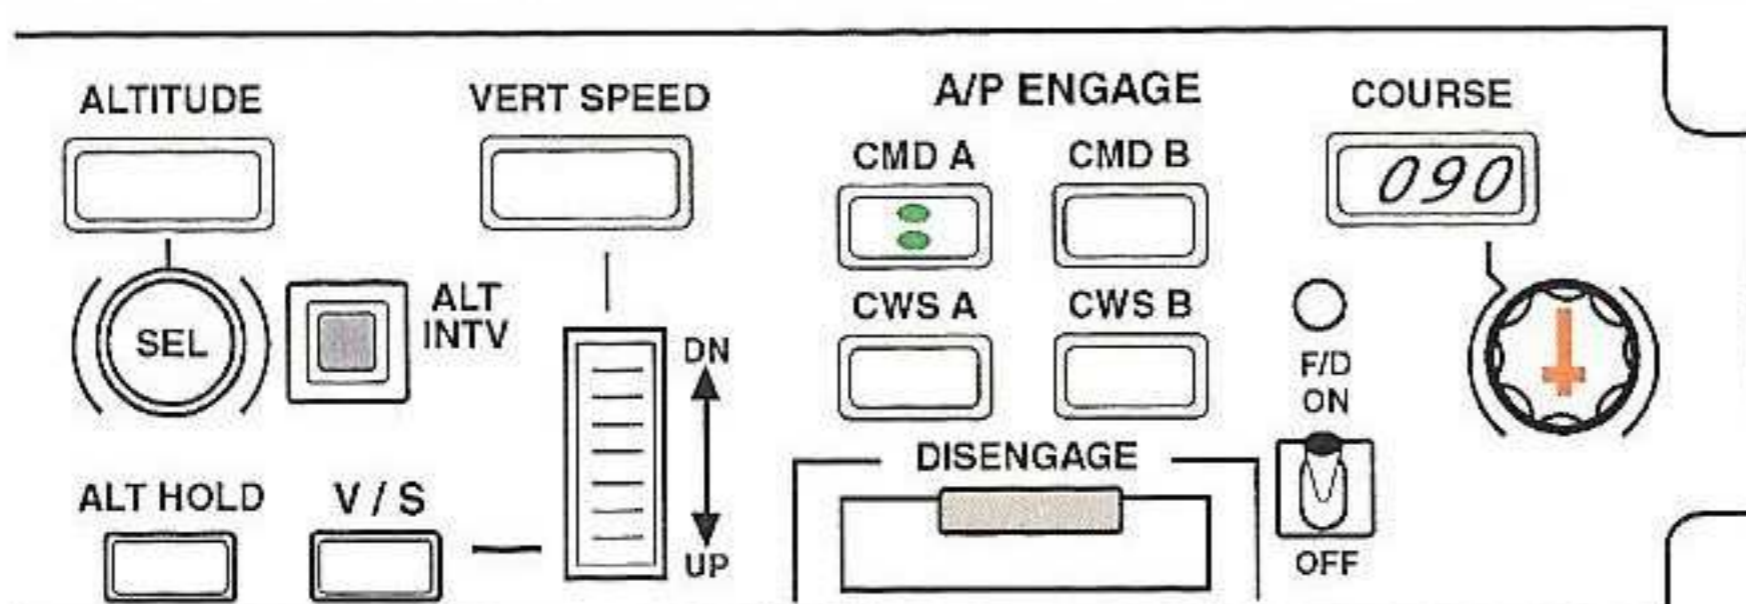 ALTITUDE
VERT SPEED
A/P ENGAGE
COURSE
CMD A
CMD B
090
CWS A
CWS B
SEL
ALT
INTV
DN
UP
F/D
ON
OFF
DISENGAGE
ALT HOLD
V / S